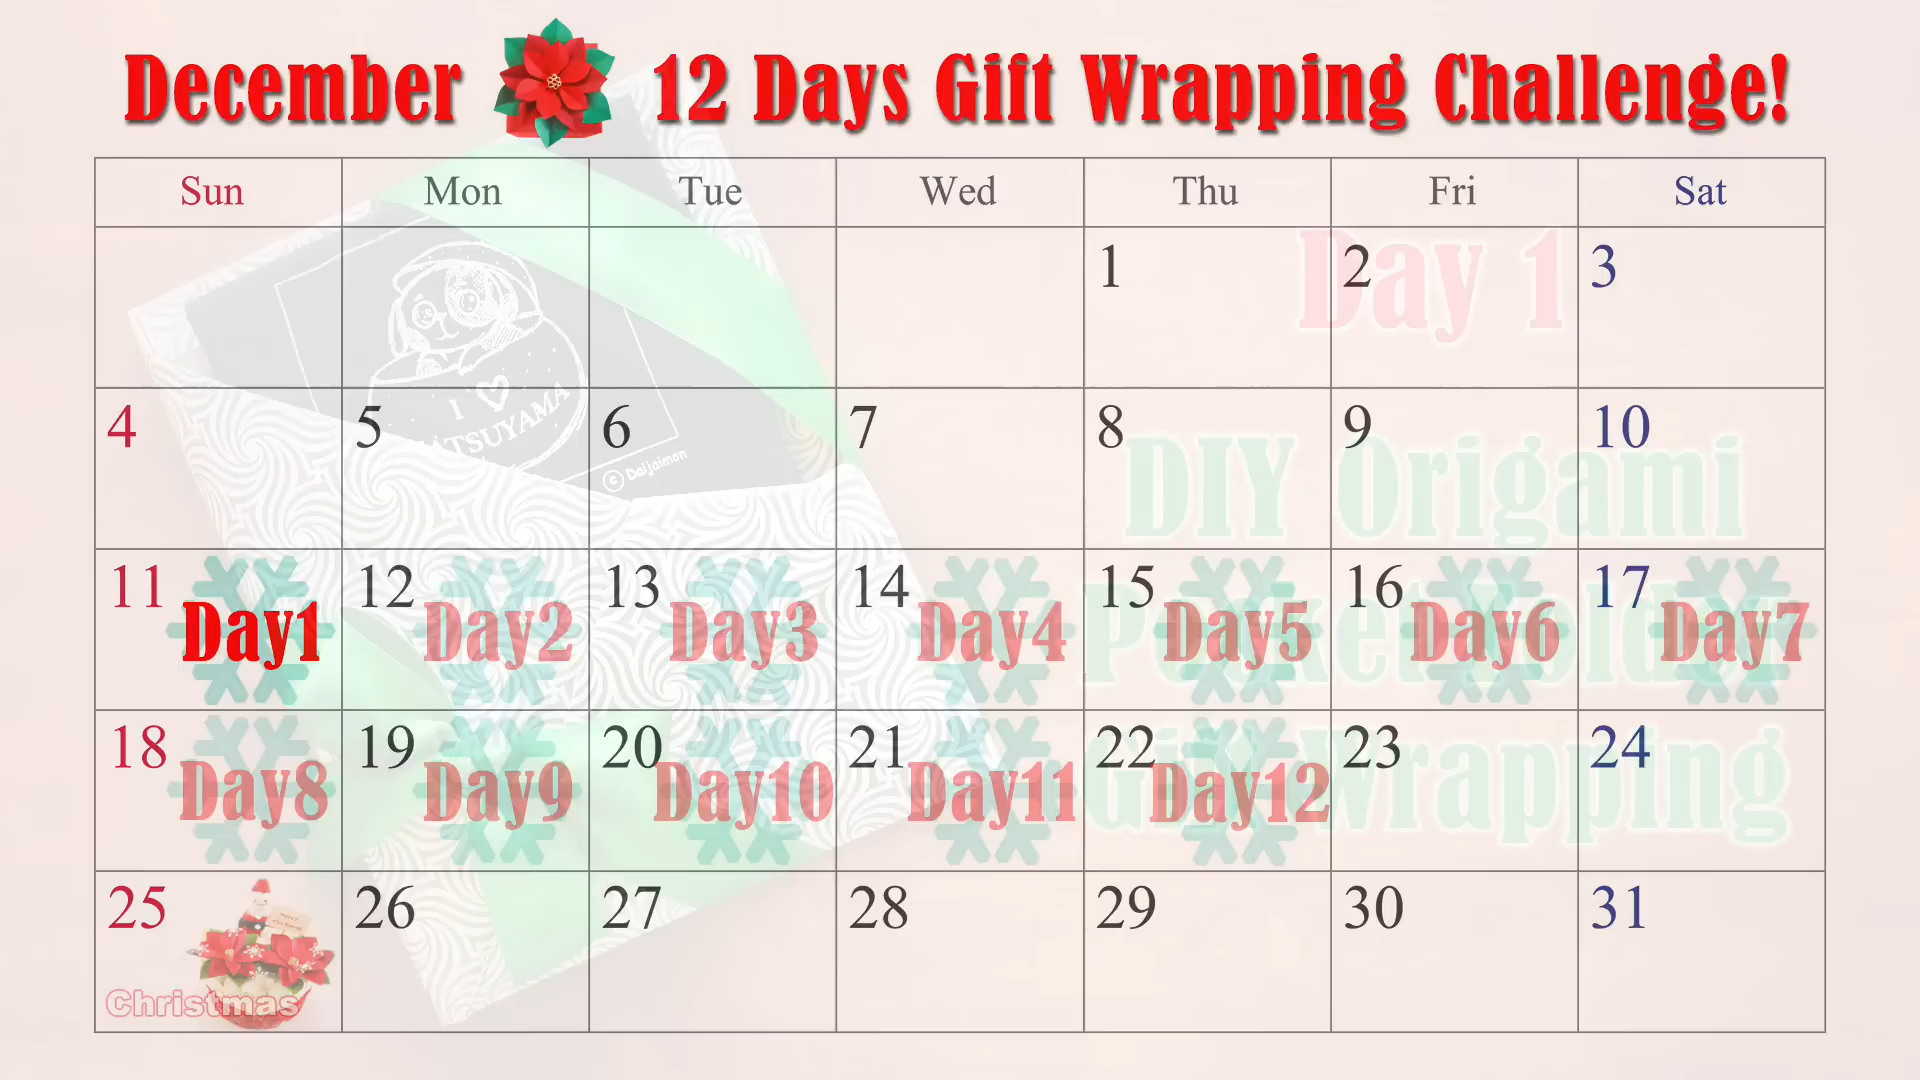 December 12 Days Gift Wrapping Challenge!
Sun Mon Tue Wed Thu Fri Sat
1 2 3
Day 1
I ♡
MATSUYAMA
© Daijaimon
4 5 6 7 8 9 10
DIY Origami
11 12 13 14 15 16 17
Day1 Day2 Day3 Day4 Day5 Day6 Day7
18 19 20 21 22 23 24
Day8 Day9 Day10 Day11 Day12
Gift Wrapping
25 26 27 28 29 30 31
Christmas